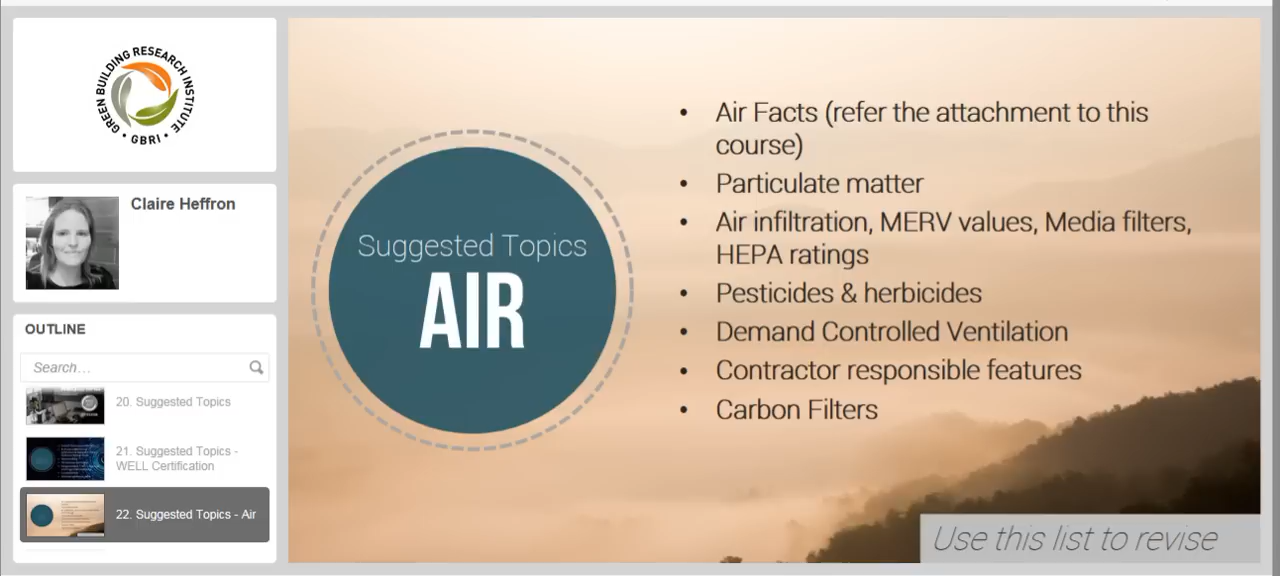 GREEN BUILDING RESEARCH INSTITUTE
• GBRI •
Claire Heffron
OUTLINE
Search...
20. Suggested Topics
21. Suggested Topics -
WELL Certification
22. Suggested Topics - Air
Suggested Topics
AIR
• Air Facts (refer the attachment to this
course)
• Particulate matter
• Air infiltration, MERV values, Media filters,
HEPA ratings
• Pesticides & herbicides
• Demand Controlled Ventilation
• Contractor responsible features
• Carbon Filters
Use this list to revise